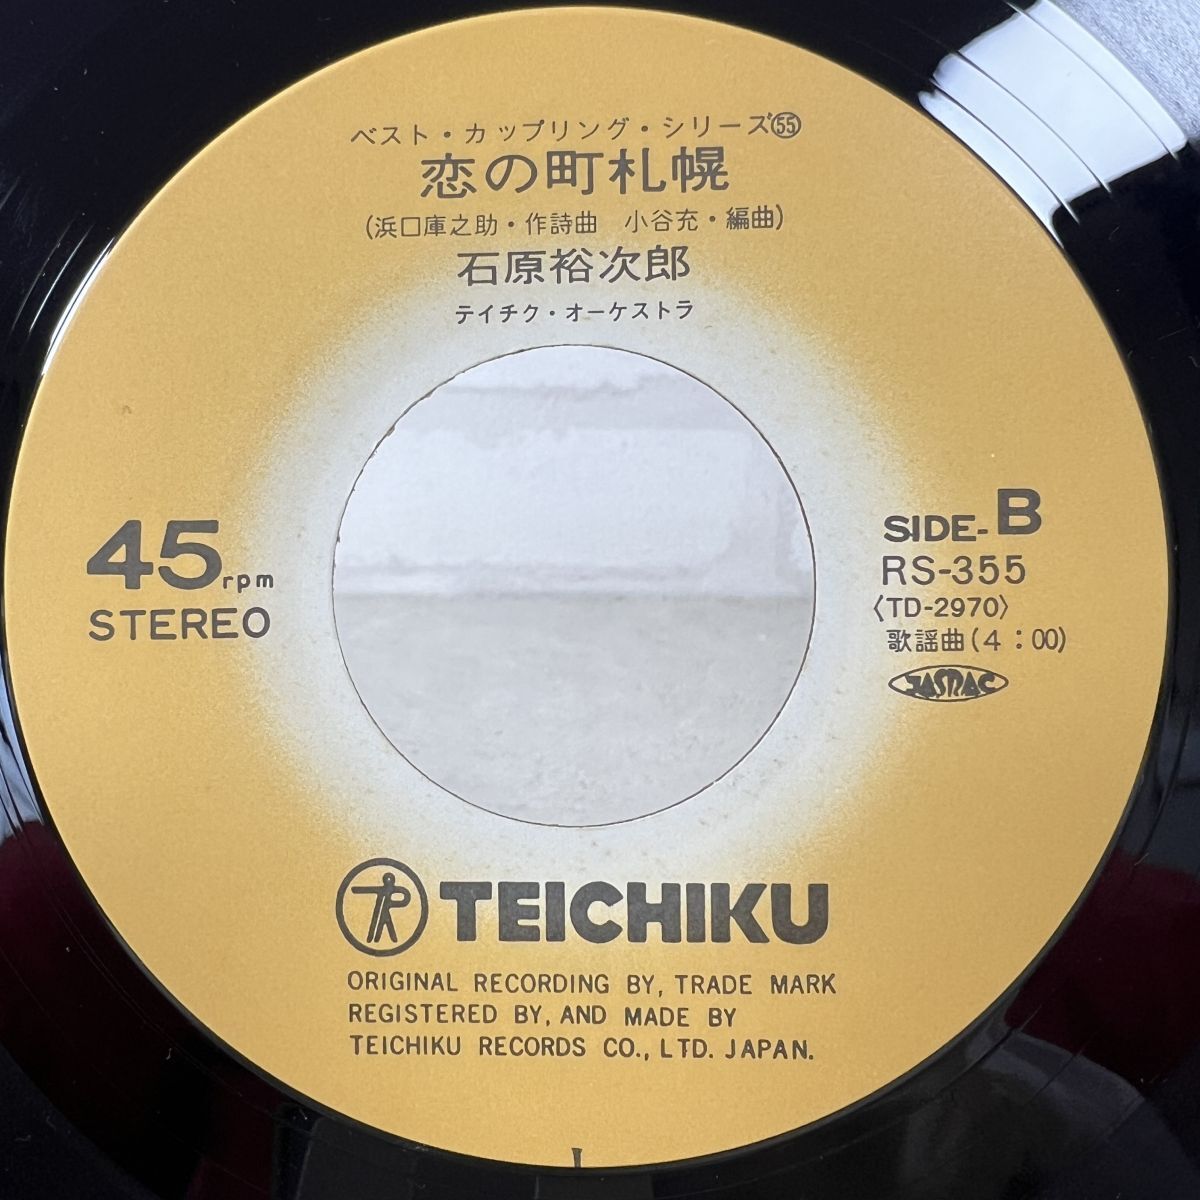 ベスト・カップリング・シリーズ㊺
恋の町札幌
(浜口庫之助・作詩曲　小谷充・編曲)
石原裕次郎
テイチク・オーケストラ
45rpm
STEREO
SIDE-B
RS-355
〈TD-2970〉
歌謡曲(4：00)
JASRAC
TEICHIKU
ORIGINAL RECORDING BY, TRADE MARK
REGISTERED BY, AND MADE BY
TEICHIKU RECORDS CO., LTD. JAPAN.